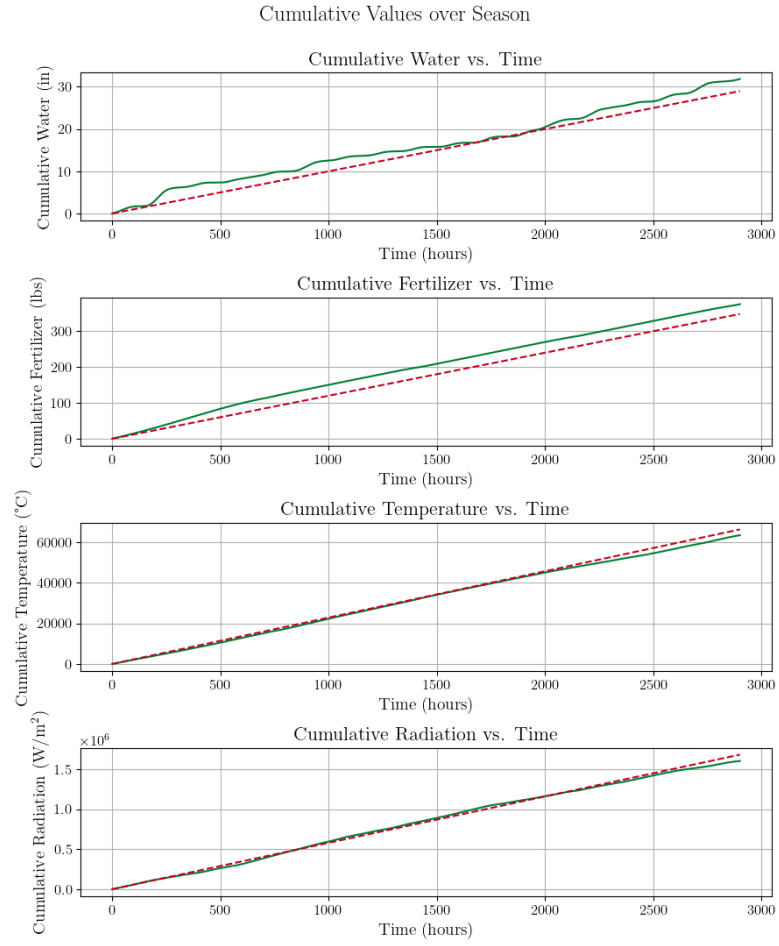 Cumulative Values over Season
Cumulative Water vs. Time
Cumulative Water (in)
30
20
10
0
0 500 1000 1500 2000 2500 3000
Time (hours)
Cumulative Fertilizer vs. Time
Cumulative Fertilizer (lbs)
300
200
100
0
0 500 1000 1500 2000 2500 3000
Time (hours)
Cumulative Temperature vs. Time
Cumulative Temperature (°C)
60000
40000
20000
0
0 500 1000 1500 2000 2500 3000
Time (hours)
Cumulative Radiation vs. Time
Cumulative Radiation (W/m²)
×10⁶
1.5
1.0
0.5
0.0
0 500 1000 1500 2000 2500 3000
Time (hours)